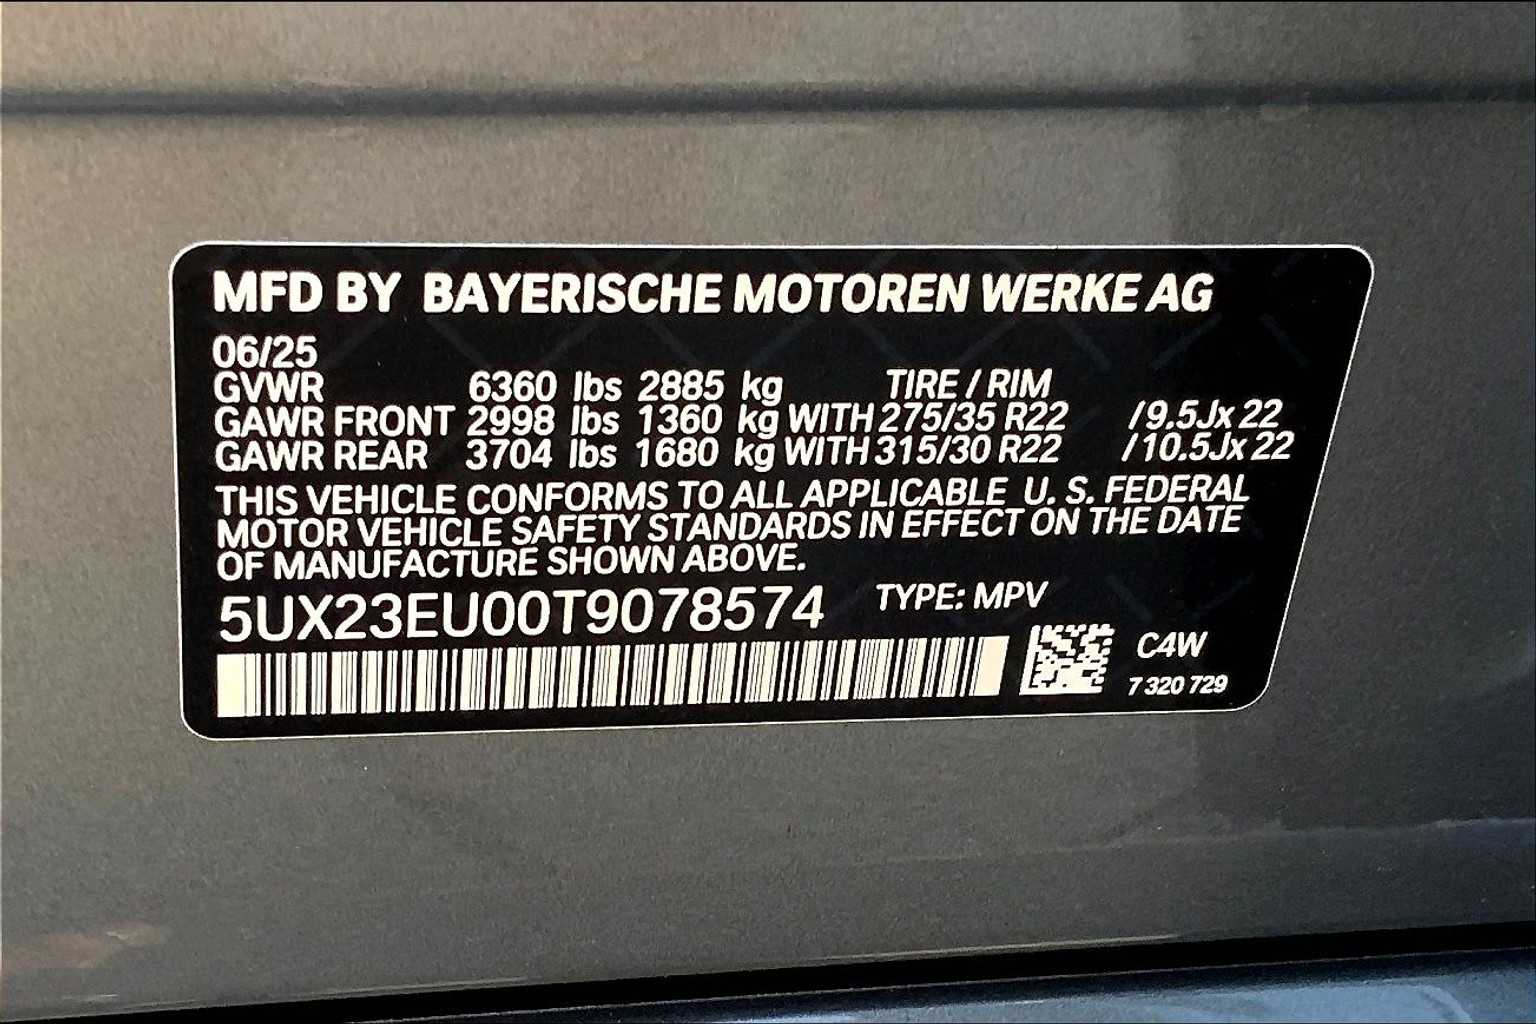 MFD BY BAYERISCHE MOTOREN WERKE AG
06/25
GVWR 6360 lbs 2885 kg TIRE / RIM
GAWR FRONT 2998 lbs 1360 kg WITH 275/35 R22 /9.5Jx 22
GAWR REAR 3704 lbs 1680 kg WITH 315/30 R22 /10.5Jx 22
THIS VEHICLE CONFORMS TO ALL APPLICABLE U. S. FEDERAL
MOTOR VEHICLE SAFETY STANDARDS IN EFFECT ON THE DATE
OF MANUFACTURE SHOWN ABOVE.
5UX23EU00T9078574 TYPE: MPV
C4W
7 320 729